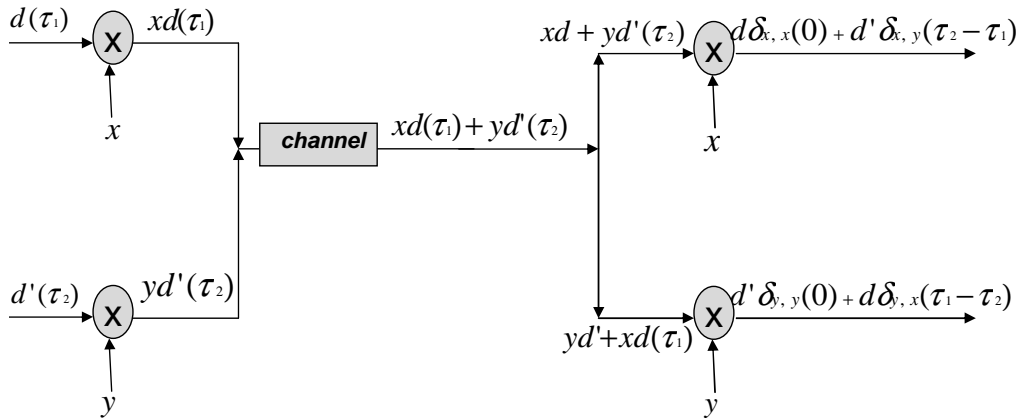 d(τ₁)
X
xd(τ₁)
x
d'(τ₂)
X
yd'(τ₂)
y
channel
xd(τ₁)+ yd'(τ₂)
xd + yd'(τ₂)
X
dδx, x(0) + d'δx, y(τ₂−τ₁)
x
yd'+xd(τ₁)
X
d'δy, y(0) + dδy, x(τ₁−τ₂)
y